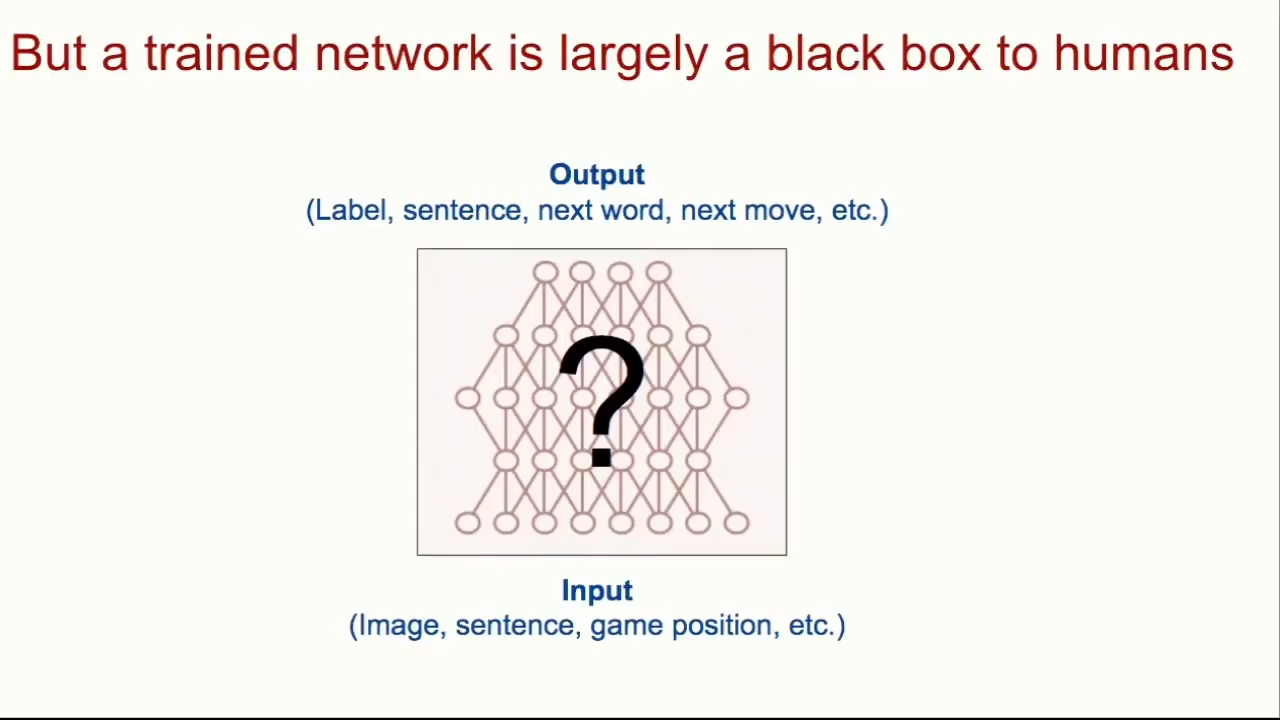 But a trained network is largely a black box to humans
Output
(Label, sentence, next word, next move, etc.)
?
Input
(Image, sentence, game position, etc.)